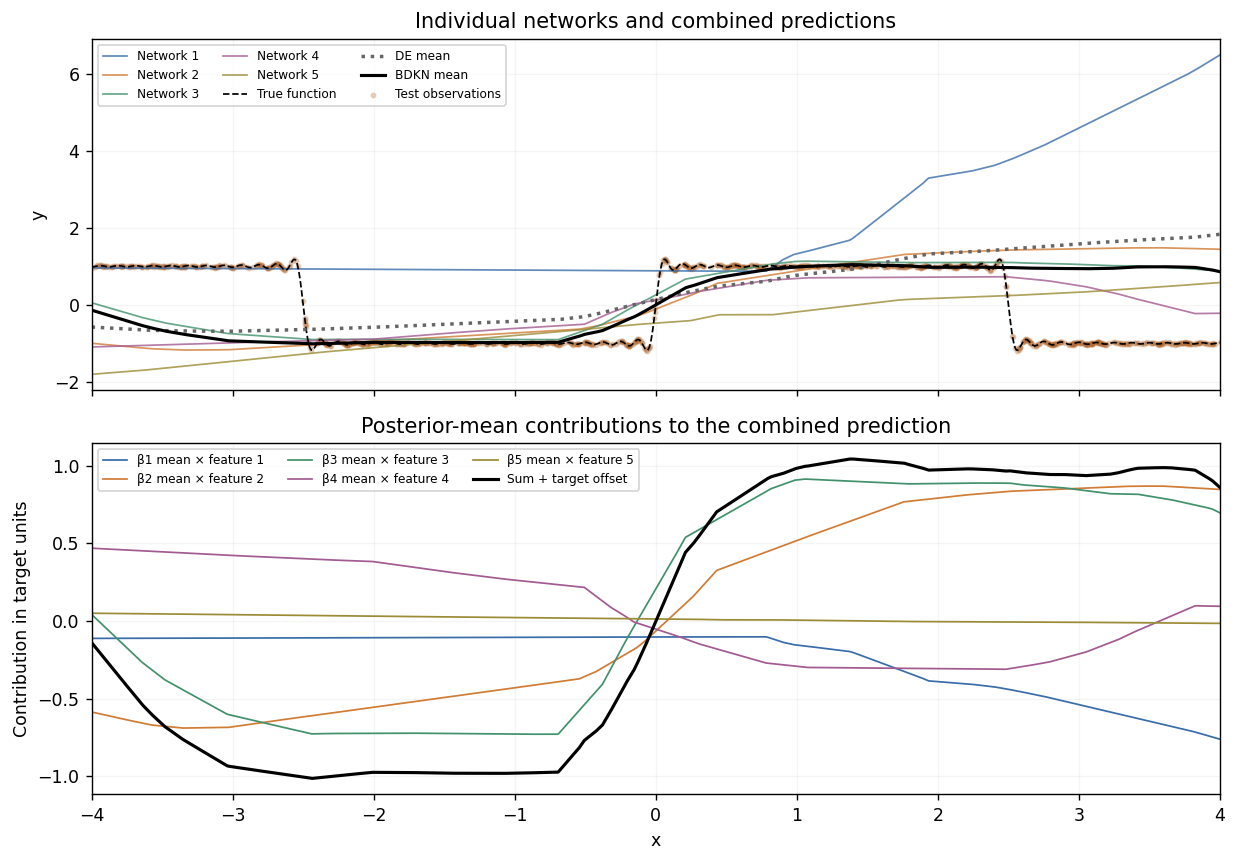 Individual networks and combined predictions
Network 1 Network 4 DE mean
Network 2 Network 5 BDKN mean
Network 3 True function Test observations
6
4
2
0
−2
y
Posterior-mean contributions to the combined prediction
β1 mean × feature 1 β3 mean × feature 3 β5 mean × feature 5
β2 mean × feature 2 β4 mean × feature 4 Sum + target offset
1.0
0.5
0.0
−0.5
−1.0
Contribution in target units
−4 −3 −2 −1 0 1 2 3 4
x